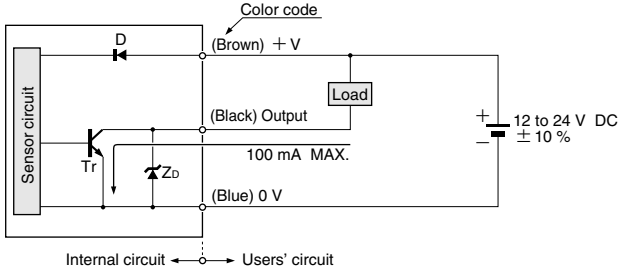 Color code
D
(Brown) +V
Sensor circuit
Load
(Black) Output
+
12 to 24 V DC
± 10 %
−
Tr
100 mA MAX.
ZD
(Blue) 0 V
Internal circuit
Users' circuit